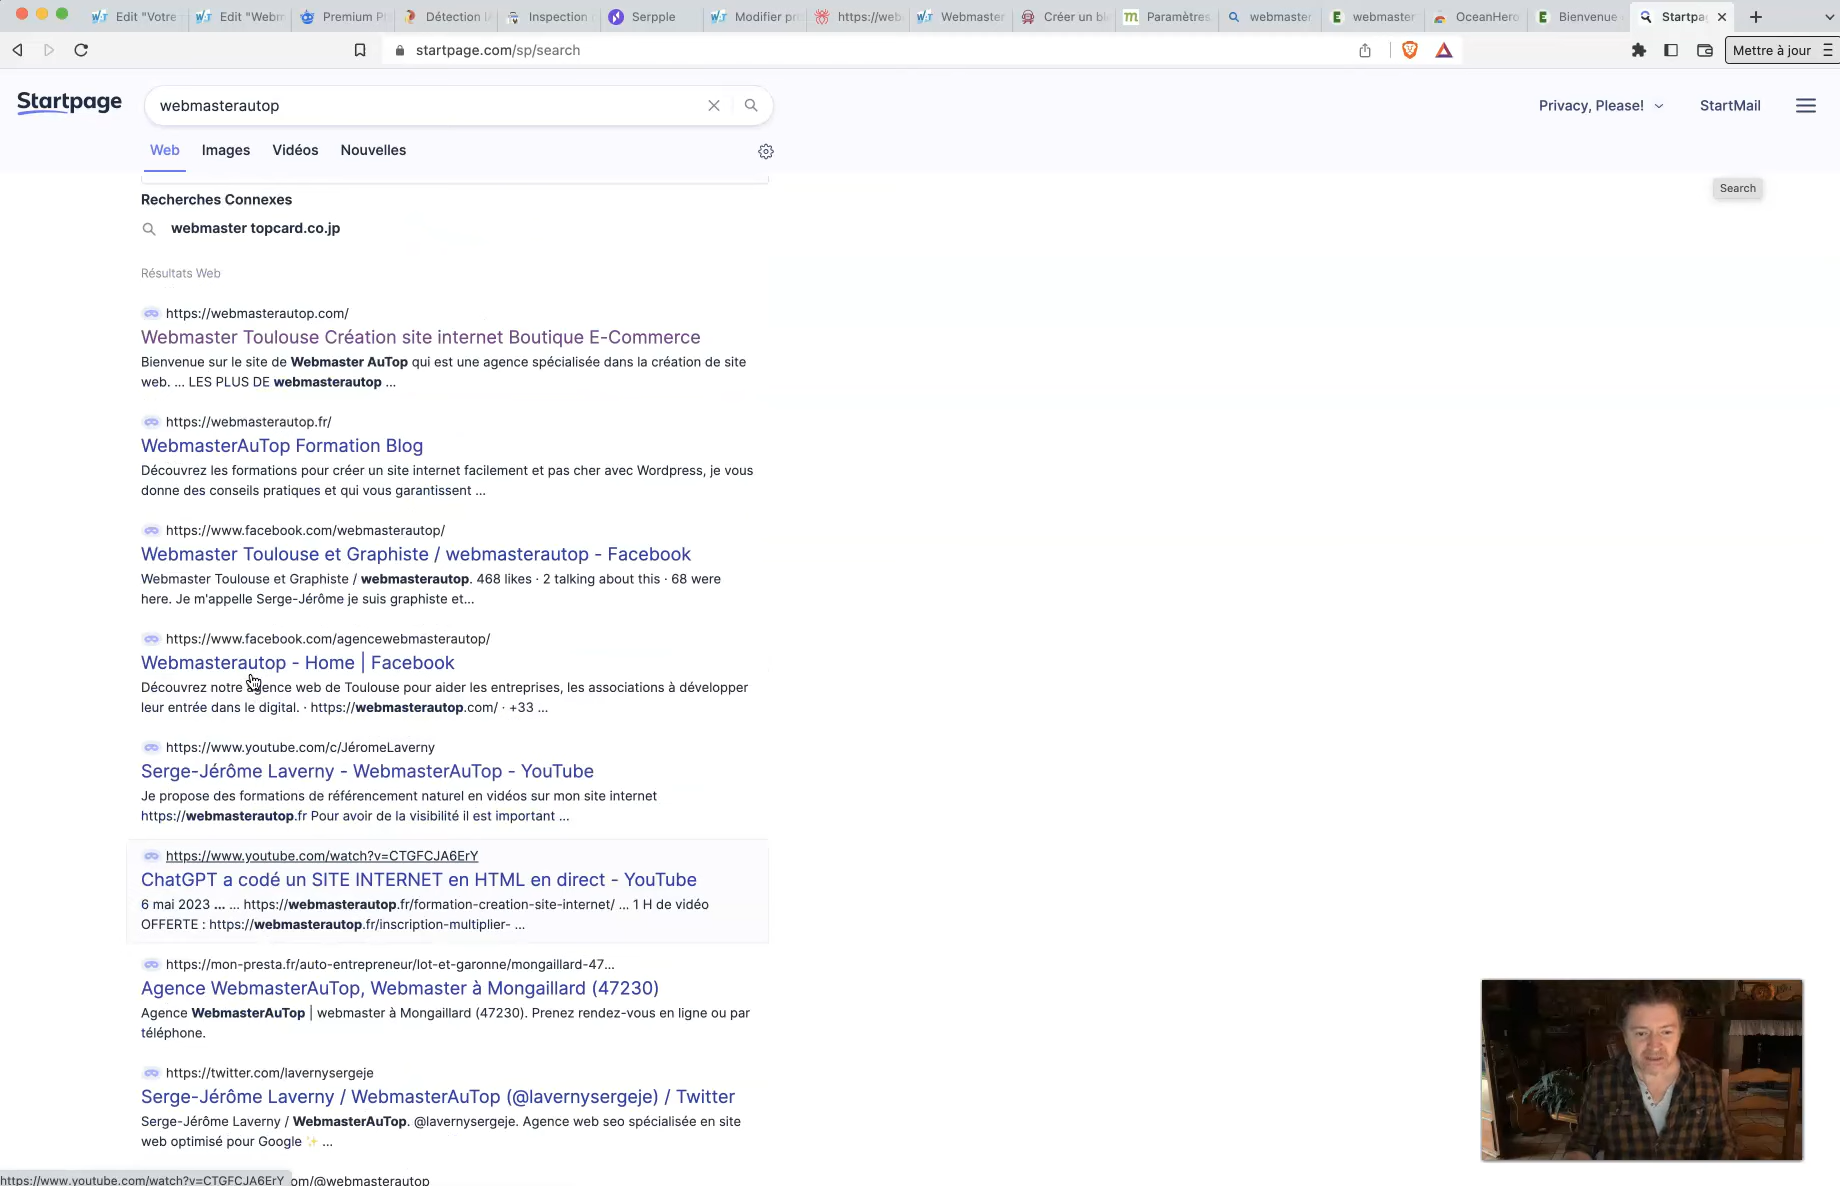 Edit "Votre
Edit "Webm
Premium P
Détection IA
Inspection
Serpple
Modifier pr
https://web
Webmaster
Créer un bl
Paramètres
webmaster
webmaster
OceanHero
Bienvenue
Startpa
startpage.com/sp/search
Mettre à jour
Startpage
webmasterautop
Privacy, Please!
StartMail
Web
Images
Vidéos
Nouvelles
Search
Recherches Connexes
webmaster topcard.co.jp
Résultats Web
https://webmasterautop.com/
Webmaster Toulouse Création site internet Boutique E-Commerce
Bienvenue sur le site de Webmaster AuTop qui est une agence spécialisée dans la création de site
web. ... LES PLUS DE webmasterautop ...
https://webmasterautop.fr/
WebmasterAuTop Formation Blog
Découvrez les formations pour créer un site internet facilement et pas cher avec Wordpress, je vous
donne des conseils pratiques et qui vous garantissent ...
https://www.facebook.com/webmasterautop/
Webmaster Toulouse et Graphiste / webmasterautop - Facebook
Webmaster Toulouse et Graphiste / webmasterautop. 468 likes · 2 talking about this · 68 were
here. Je m'appelle Serge-Jérôme je suis graphiste et...
https://www.facebook.com/agencewebmasterautop/
Webmasterautop - Home | Facebook
Découvrez notre agence web de Toulouse pour aider les entreprises, les associations à développer
leur entrée dans le digital. · https://webmasterautop.com/ · +33 ...
https://www.youtube.com/c/JéromeLaverny
Serge-Jérôme Laverny - WebmasterAuTop - YouTube
Je propose des formations de référencement naturel en vidéos sur mon site internet
https://webmasterautop.fr Pour avoir de la visibilité il est important ...
https://www.youtube.com/watch?v=CTGFCJA6ErY
ChatGPT a codé un SITE INTERNET en HTML en direct - YouTube
6 mai 2023 ... ... https://webmasterautop.fr/formation-creation-site-internet/ ... 1 H de vidéo
OFFERTE : https://webmasterautop.fr/inscription-multiplier- ...
https://mon-presta.fr/auto-entrepreneur/lot-et-garonne/mongaillard-47...
Agence WebmasterAuTop, Webmaster à Mongaillard (47230)
Agence WebmasterAuTop | webmaster à Mongaillard (47230). Prenez rendez-vous en ligne ou par
téléphone.
https://twitter.com/lavernysergeje
Serge-Jérôme Laverny / WebmasterAuTop (@lavernysergeje) / Twitter
Serge-Jérôme Laverny / WebmasterAuTop. @lavernysergeje. Agence web seo spécialisée en site
web optimisé pour Google ✨ ...
https://www.youtube.com/watch?v=CTGFCJA6ErY
om/@webmasterautop